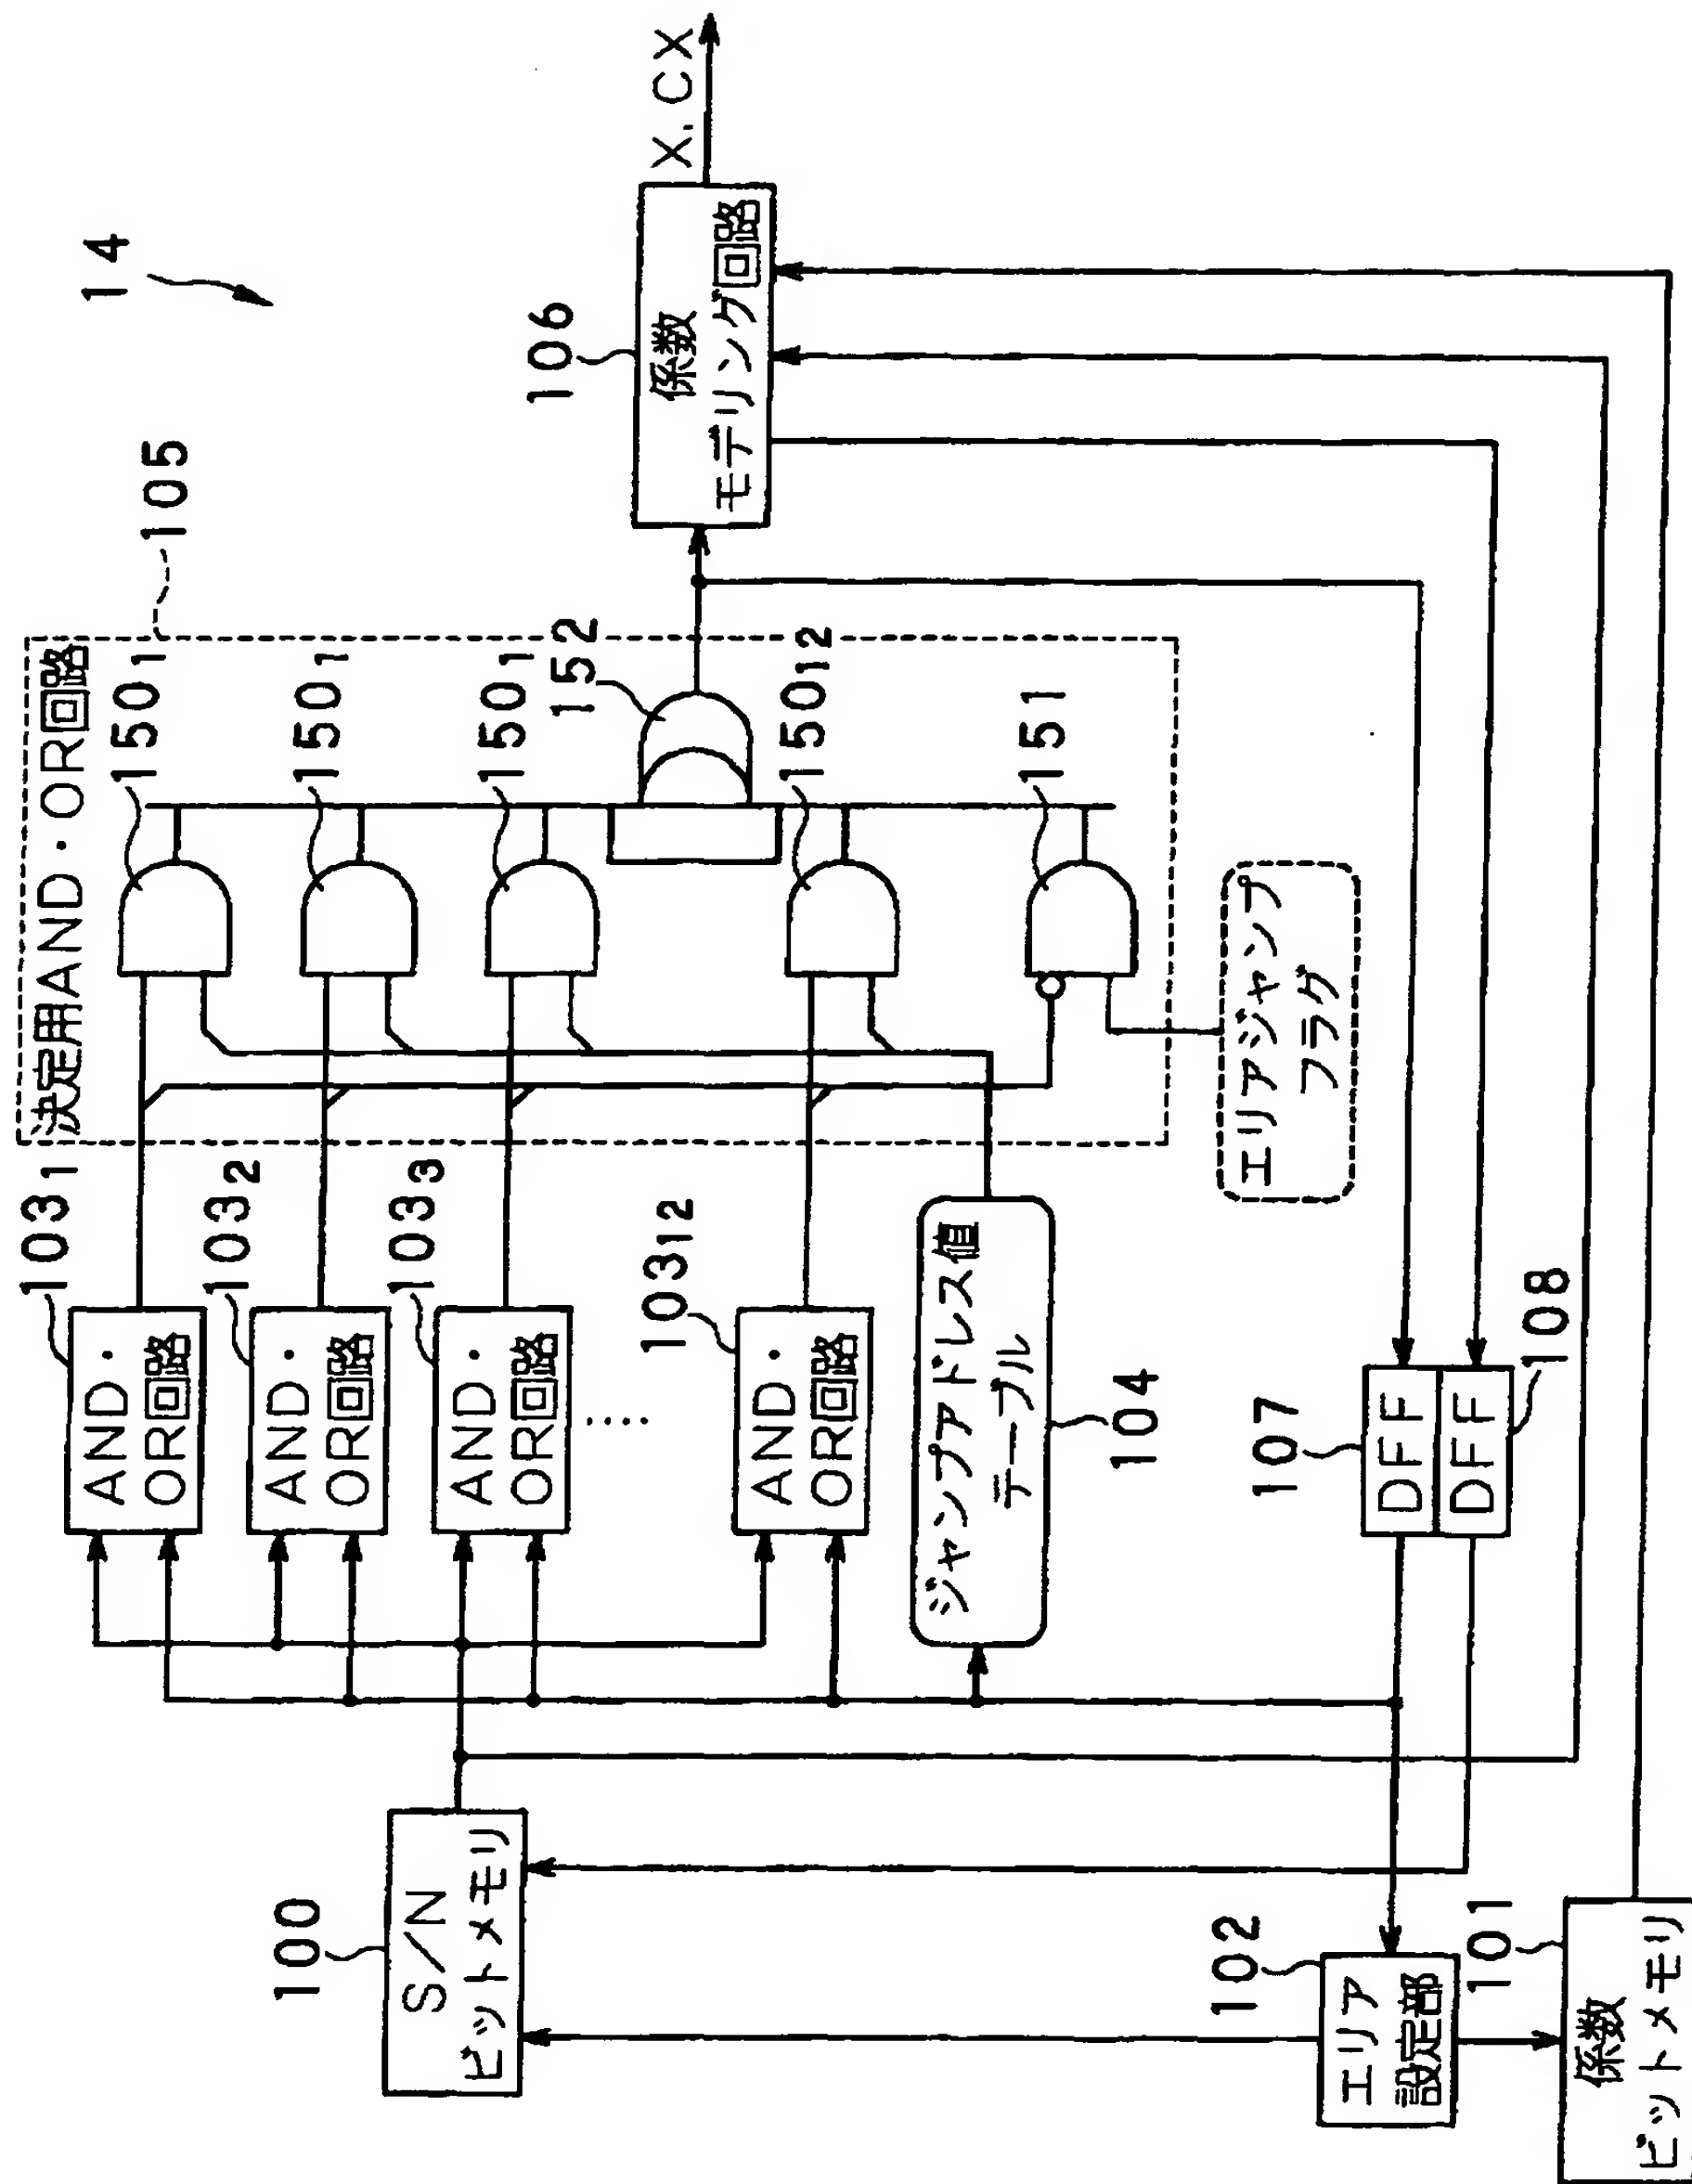 14
105
決定用AND・OR回路
103₁
AND・
OR回路
150₁
103₂
AND・
OR回路
150₁
103₃
AND・
OR回路
150₁
152
106
係数
モデリング回路
X, CX
100
S/N
ビットメモリ
····
103₁₂
AND・
OR回路
150₁₂
151
ジャンプアドレス値
テーブル
104
エリアジャンプ
フラグ
107
DFF
DFF
108
102
エリア
設定部
101
係数
ビットメモリ